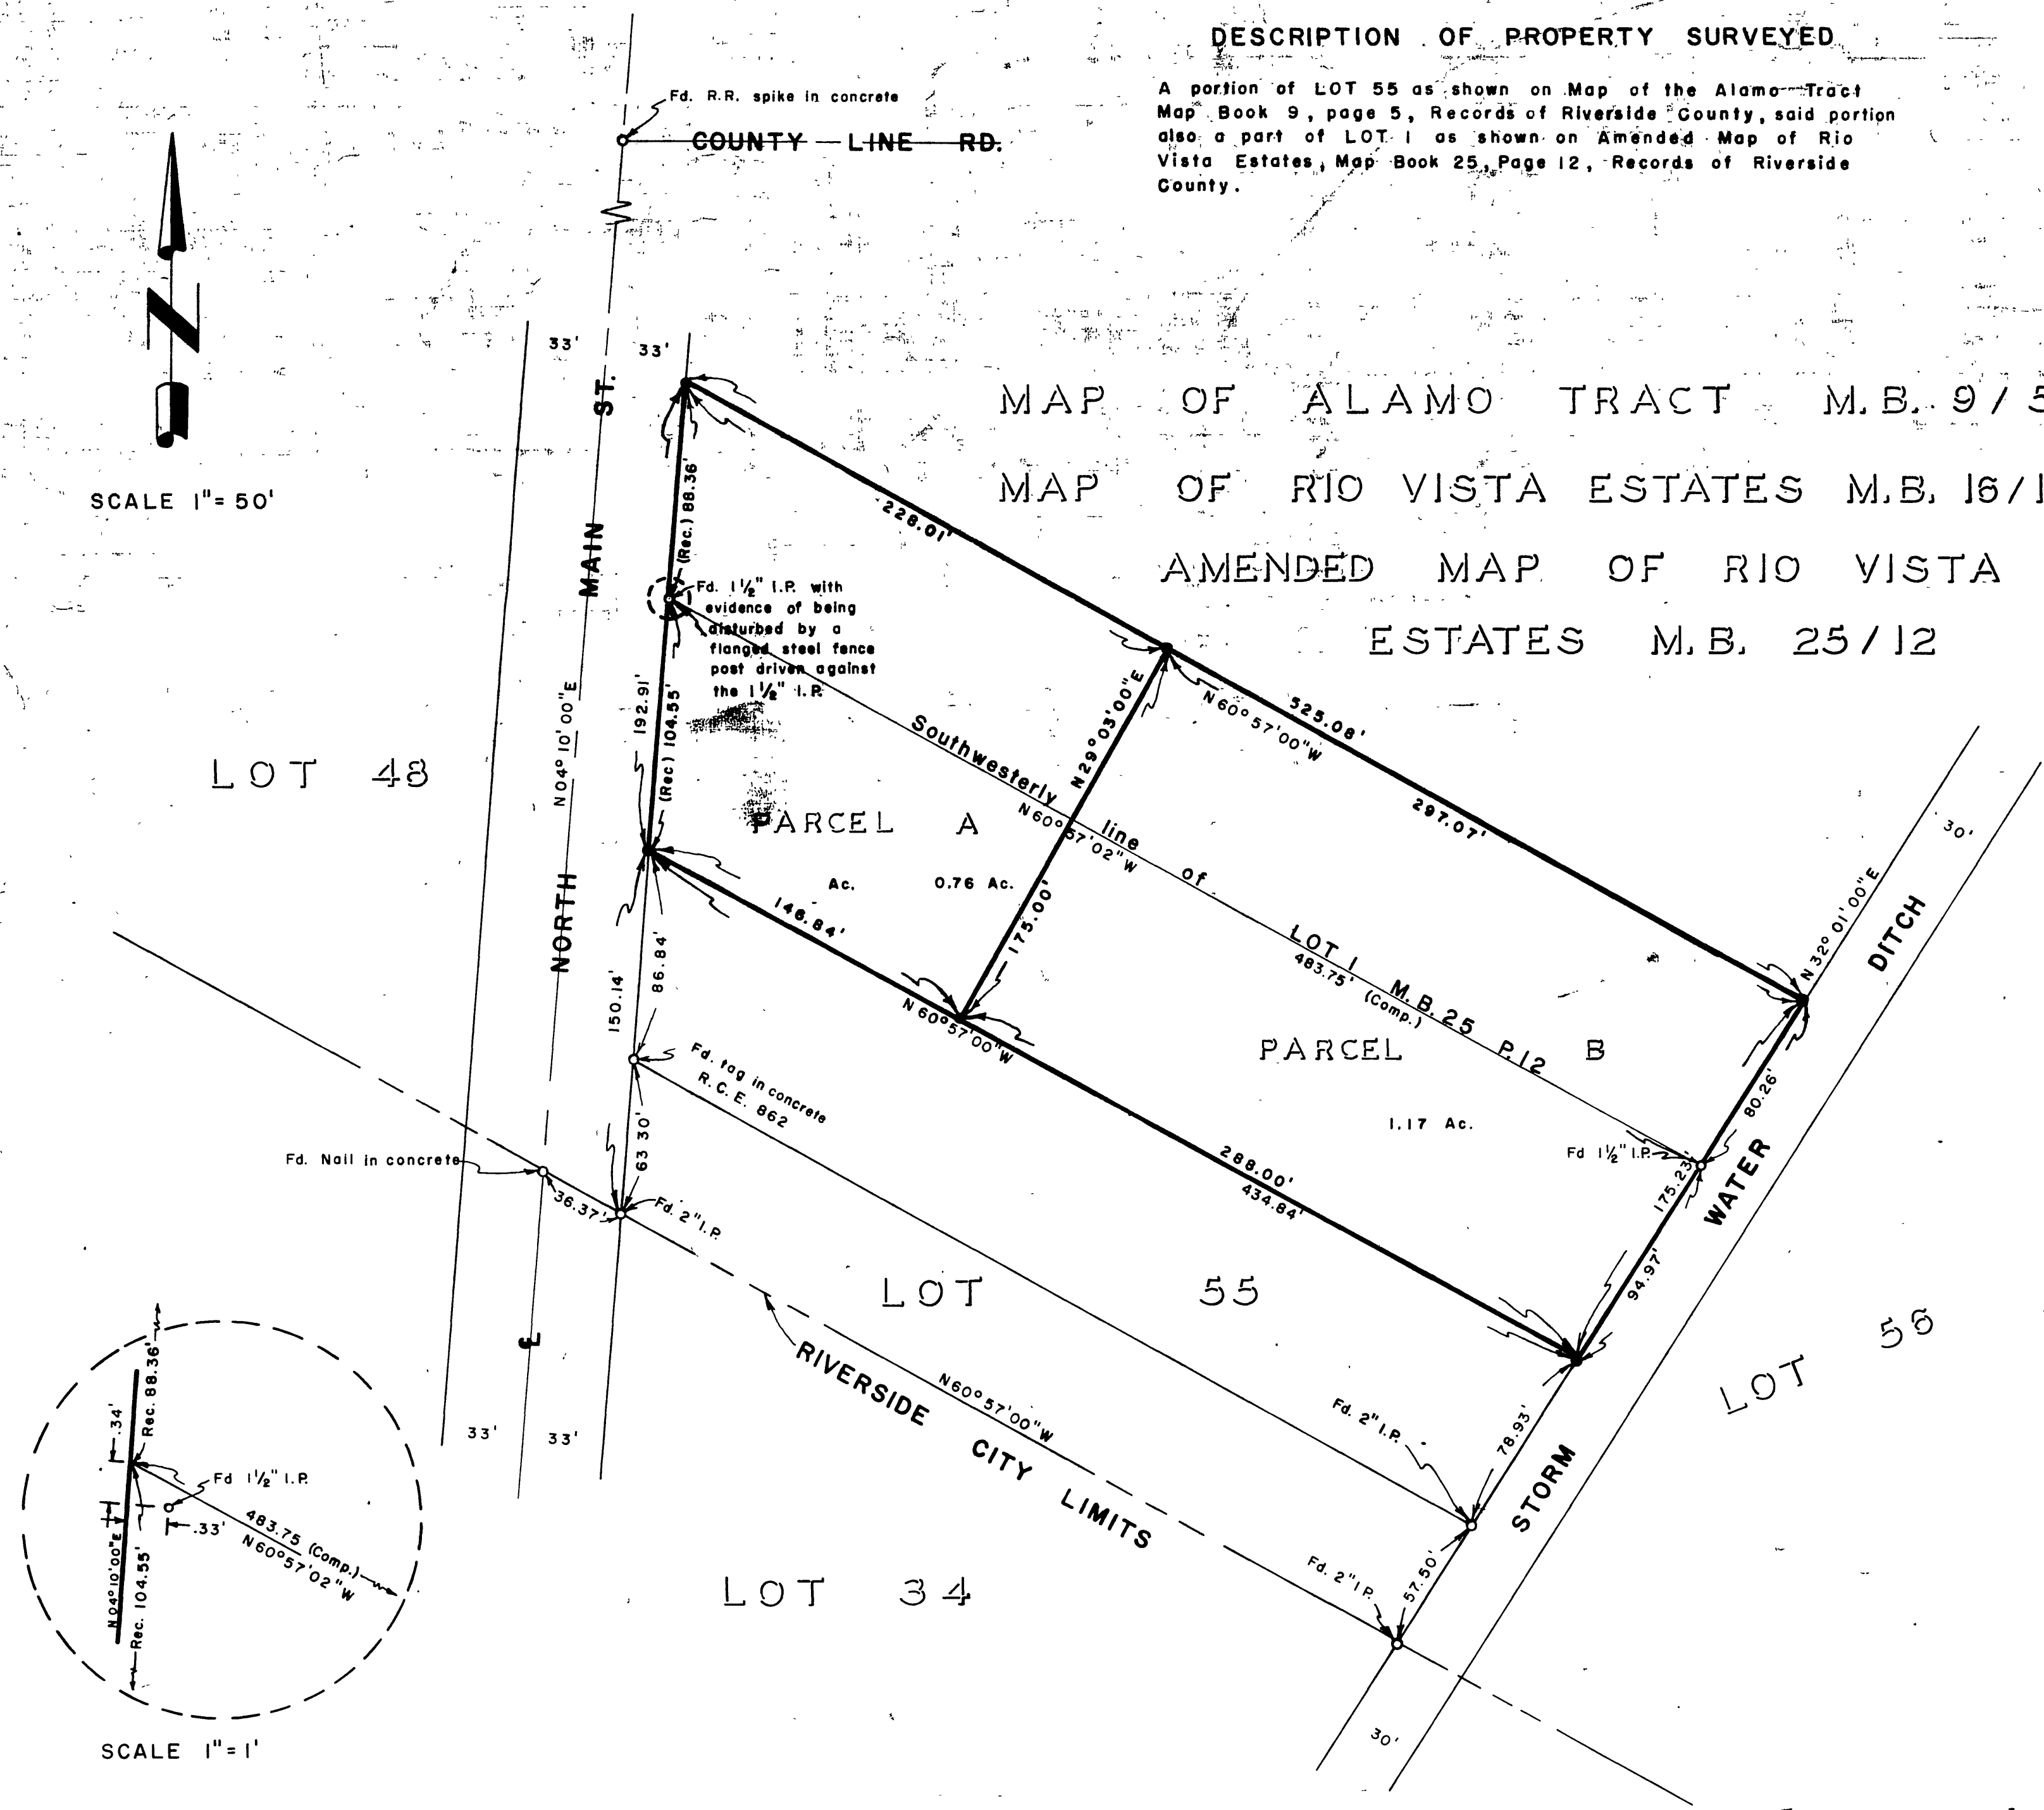 DESCRIPTION OF PROPERTY SURVEYED
A portion of LOT 55 as shown on Map of the Alamo Tract
Map Book 9, page 5, Records of Riverside County, said portion
also a part of LOT 1 as shown on Amended Map of Rio
Vista Estates, Map Book 25, Page 12, Records of Riverside
County.
Fd. R.R. spike in concrete
COUNTY LINE RD.
N
SCALE 1"= 50'
33'
33'
MAP OF ALAMO TRACT M.B. 9/5
MAP OF RIO VISTA ESTATES M.B. 16/1
AMENDED MAP OF RIO VISTA
ESTATES M.B. 25/12
NORTH MAIN ST.
N04°10'00"E
(Rec.) 88.36'
192.91'
(Rec) 104.55'
Fd. 1½" I.P. with
evidence of being
disturbed by a
flanged steel fence
post driven against
the 1½" I.P.
228.01'
525.08'
N60°57'00"W
297.07'
N29°03'00"E
175.00'
Southwesterly line of LOT 1 M.B. 25 P. 12
N60°57'02"W
483.75' (Comp.)
LOT 48
PARCEL A
Ac. 0.76 Ac.
146.84'
N60°57'00"W
PARCEL B
1.17 Ac.
288.00'
434.84'
N32°01'00"E
30'
STORM WATER DITCH
80.26'
Fd 1½" I.P.
175.23'
94.97'
86.84'
150.14'
63.30'
Fd. tag in concrete
R.C.E. 862
Fd. Nail in concrete
36.37'
Fd. 2" I.P.
LOT 55
LOT 56
RIVERSIDE CITY LIMITS
N60°57'00"W
Fd. 2" I.P.
78.93'
Fd. 2" I.P.
57.50'
30'
LOT 34
33'
33'
℄
Rec. 88.36'
.34'
Fd 1½" I.P.
.33'
483.75 (Comp.)
N60°57'02"W
N04°10'00"E
Rec. 104.55'
SCALE 1"=1'